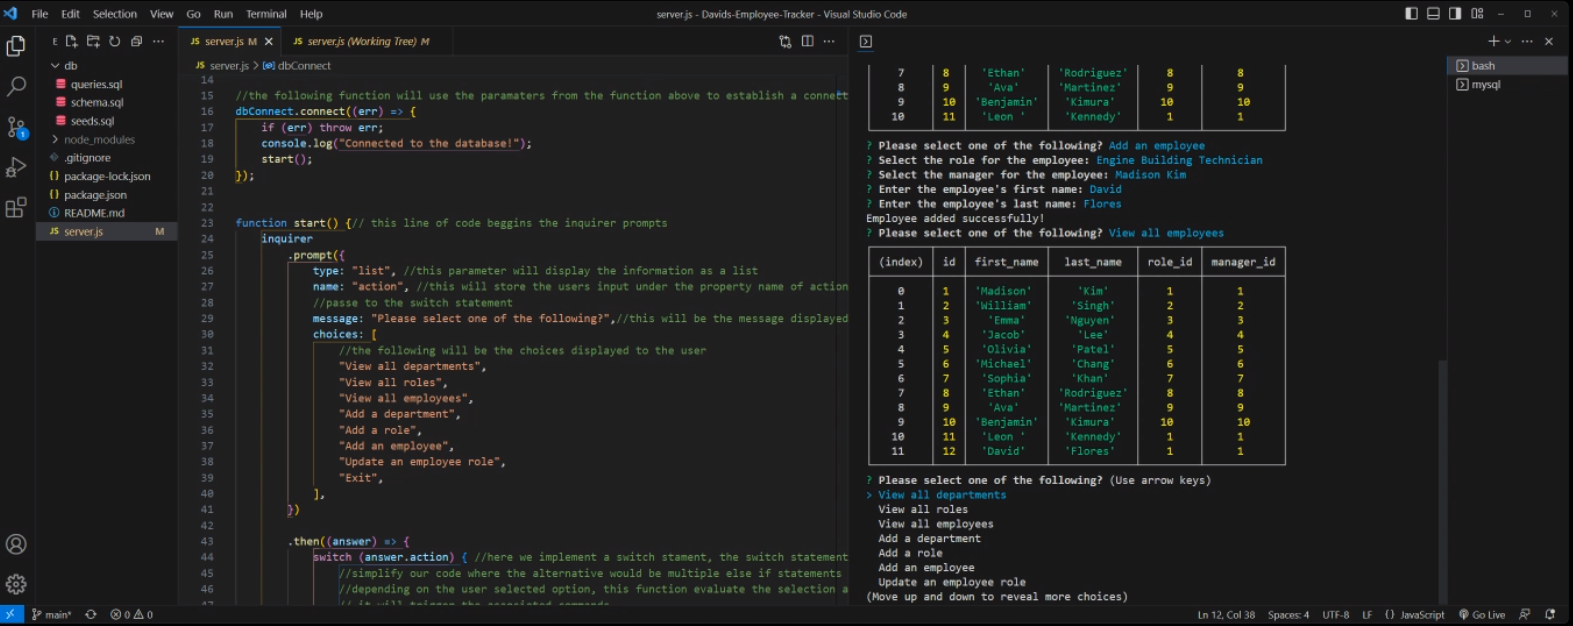 File Edit Selection View Go Run Terminal Help
server.js - Davids-Employee-Tracker - Visual Studio Code
E
db
queries.sql
schema.sql
seeds.sql
node_modules
.gitignore
{} package-lock.json
{} package.json
README.md
JS server.js M
JS server.js M
JS server.js (Working Tree) M
JS server.js > dbConnect
14
15 //the following function will use the paramaters from the function above to establish a connect
16 dbConnect.connect((err) => {
17 if (err) throw err;
18 console.log("Connected to the database!");
19 start();
20 });
21
22
23 function start() {// this line of code beggins the inquirer prompts
24 inquirer
25 .prompt({
26 type: "list", //this parameter will display the information as a list
27 name: "action", //this will store the users input under the property name of action
28 //passe to the switch statement
29 message: "Please select one of the following?",//this will be the message displayed
30 choices: [
31 //the following will be the choices displayed to the user
32 "View all departments",
33 "View all roles",
34 "View all employees",
35 "Add a department",
36 "Add a role",
37 "Add an employee",
38 "Update an employee role",
39 "Exit",
40 ],
41 })
42
43 .then((answer) => {
44 switch (answer.action) { //here we implement a switch stament, the switch statement
45 //simplify our code where the alternative would be multiple else if statements
46 //depending on the user selected option, this function evaluate the selection a
47 // it will trigger the associated commands
7 8 'Ethan' 'Rodriguez' 8 8
8 9 'Ava' 'Martinez' 9 9
9 10 'Benjamin' 'Kimura' 10 10
10 11 'Leon ' 'Kennedy' 1 1
? Please select one of the following? Add an employee
? Select the role for the employee: Engine Building Technician
? Select the manager for the employee: Madison Kim
? Enter the employee's first name: David
? Enter the employee's last name: Flores
Employee added successfully!
? Please select one of the following? View all employees
(index) id first_name last_name role_id manager_id
0 1 'Madison' 'Kim' 1 1
1 2 'William' 'Singh' 2 2
2 3 'Emma' 'Nguyen' 3 3
3 4 'Jacob' 'Lee' 4 4
4 5 'Olivia' 'Patel' 5 5
5 6 'Michael' 'Chang' 6 6
6 7 'Sophia' 'Khan' 7 7
7 8 'Ethan' 'Rodriguez' 8 8
8 9 'Ava' 'Martinez' 9 9
9 10 'Benjamin' 'Kimura' 10 10
10 11 'Leon ' 'Kennedy' 1 1
11 12 'David' 'Flores' 1 1
? Please select one of the following? (Use arrow keys)
> View all departments
View all roles
View all employees
Add a department
Add a role
Add an employee
Update an employee role
(Move up and down to reveal more choices)
bash
mysql
1
main* 0 0
Ln 12, Col 38 Spaces: 4 UTF-8 LF {} JavaScript Go Live